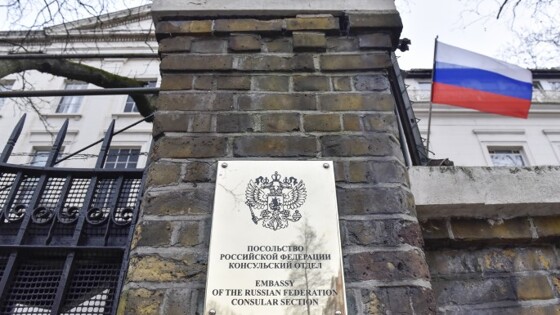 ПОСОЛЬСТВО
РОССИЙСКОЙ ФЕДЕРАЦИИ
КОНСУЛЬСКИЙ ОТДЕЛ
EMBASSY
OF THE RUSSIAN FEDERATION
CONSULAR SECTION